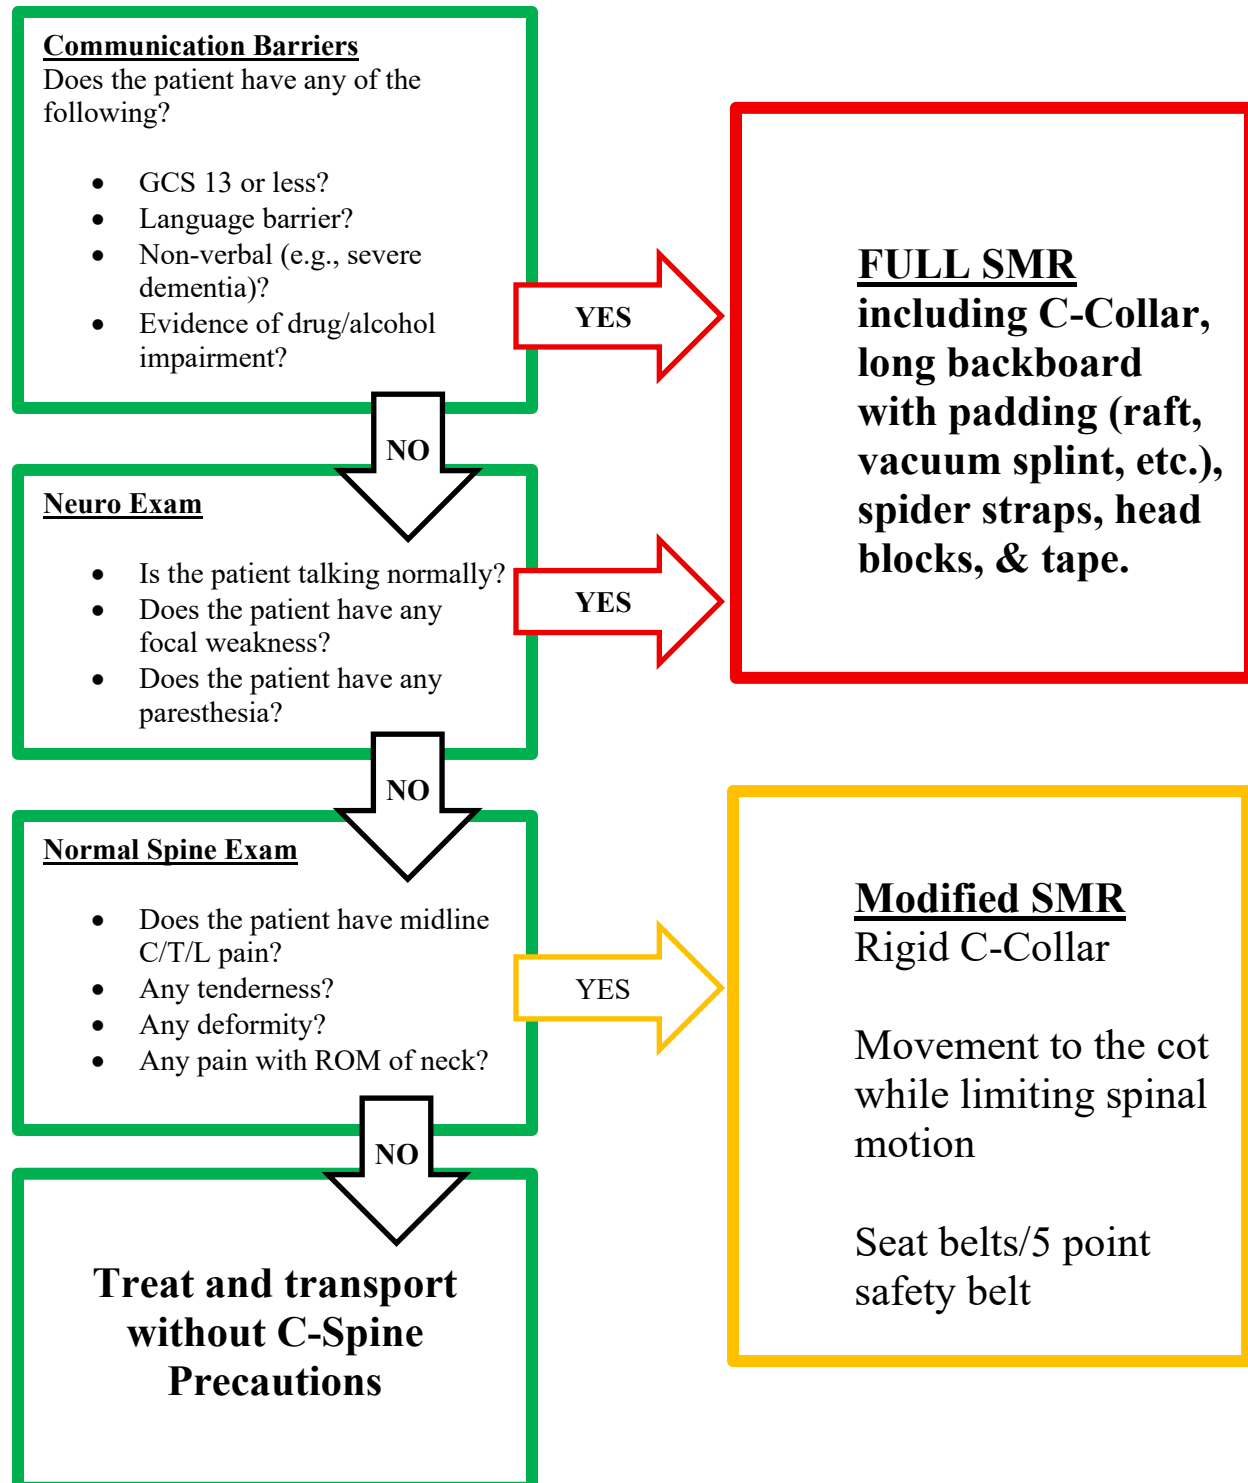 Communication Barriers
Does the patient have any of the
following?
• GCS 13 or less?
• Language barrier?
• Non-verbal (e.g., severe
dementia)?
• Evidence of drug/alcohol
impairment?
YES
FULL SMR
including C-Collar,
long backboard
with padding (raft,
vacuum splint, etc.),
spider straps, head
blocks, & tape.
NO
Neuro Exam
• Is the patient talking normally?
• Does the patient have any
focal weakness?
• Does the patient have any
paresthesia?
YES
NO
Normal Spine Exam
• Does the patient have midline
C/T/L pain?
• Any tenderness?
• Any deformity?
• Any pain with ROM of neck?
YES
Modified SMR
Rigid C-Collar
Movement to the cot
while limiting spinal
motion
Seat belts/5 point
safety belt
NO
Treat and transport
without C-Spine
Precautions